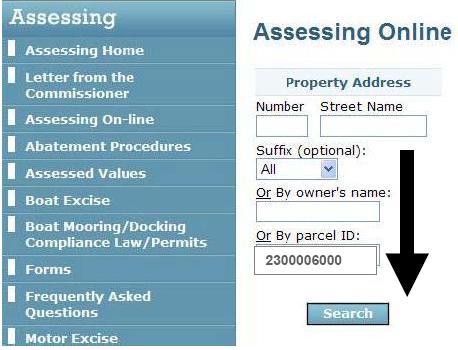 Assessing
Assessing Home
Letter from the
Commissioner
Assessing On-line
Abatement Procedures
Assessed Values
Boat Excise
Boat Mooring/Docking
Compliance Law/Permits
Forms
Frequently Asked
Questions
Motor Excise
Assessing Online
Property Address
Number Street Name
Suffix (optional):
All
Or By owner's name:
Or By parcel ID:
2300006000
Search